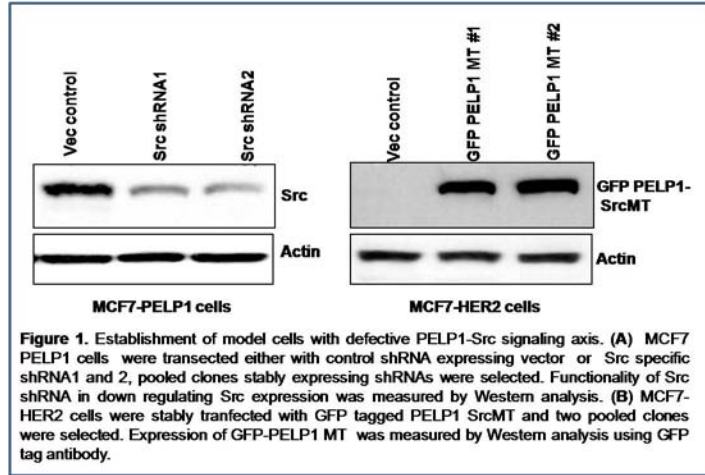 Vec control
Src shRNA1
Src shRNA2
Src
Actin
MCF7-PELP1 cells
Vec control
GFP PELP1 MT #1
GFP PELP1 MT #2
GFP PELP1-
SrcMT
Actin
MCF7-HER2 cells
Figure 1. Establishment of model cells with defective PELP1-Src signaling axis. (A) MCF7
PELP1 cells were transected either with control shRNA expressing vector or Src specific
shRNA1 and 2, pooled clones stably expressing shRNAs were selected. Functionality of Src
shRNA in down regulating Src expression was measured by Western analysis. (B) MCF7-
HER2 cells were stably tranfected with GFP tagged PELP1 SrcMT and two pooled clones
were selected. Expression of GFP-PELP1 MT was measured by Western analysis using GFP
tag antibody.